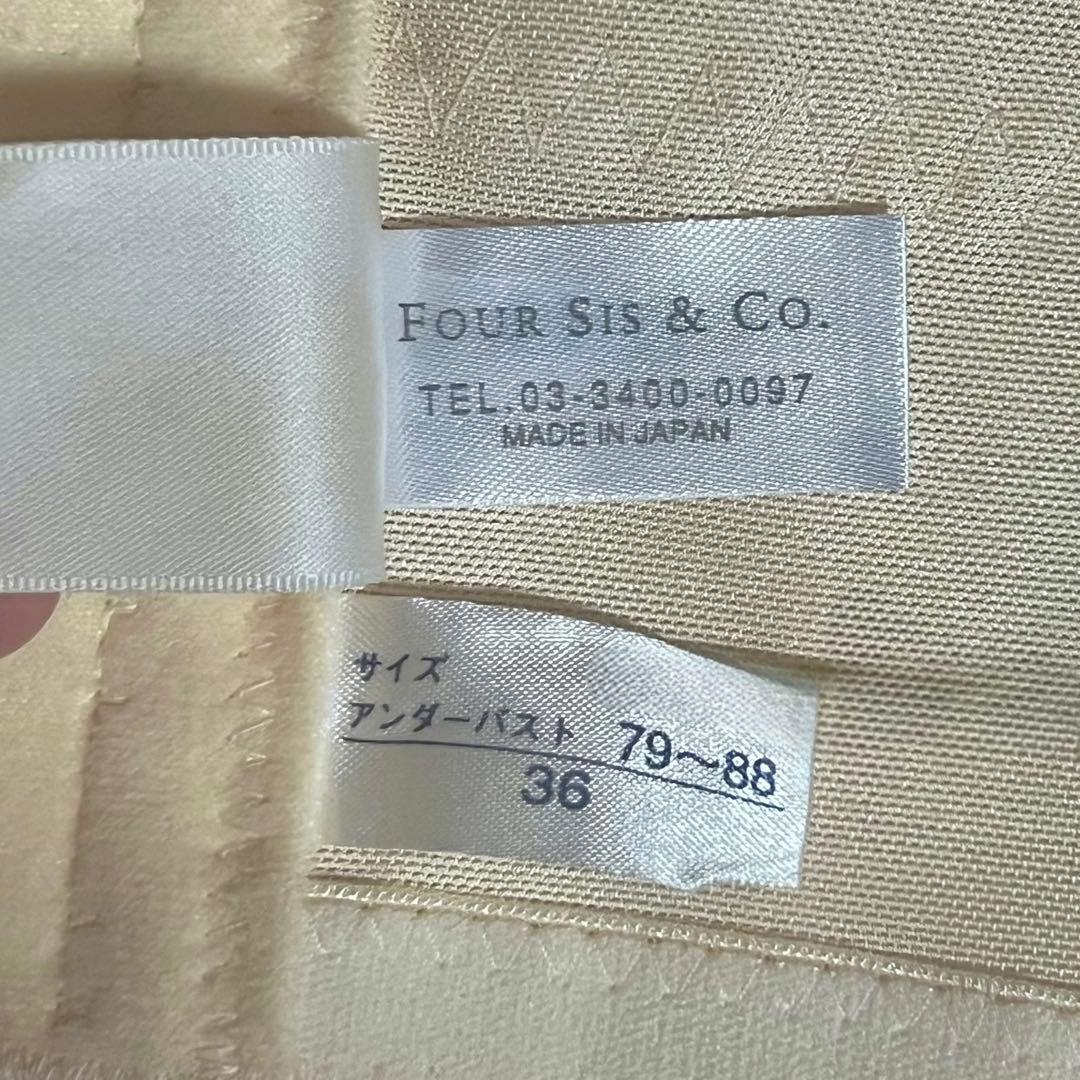 FOUR SIS & CO.
TEL.03-3400-0097
MADE IN JAPAN
サイズ
アンダーバスト 79～88
36